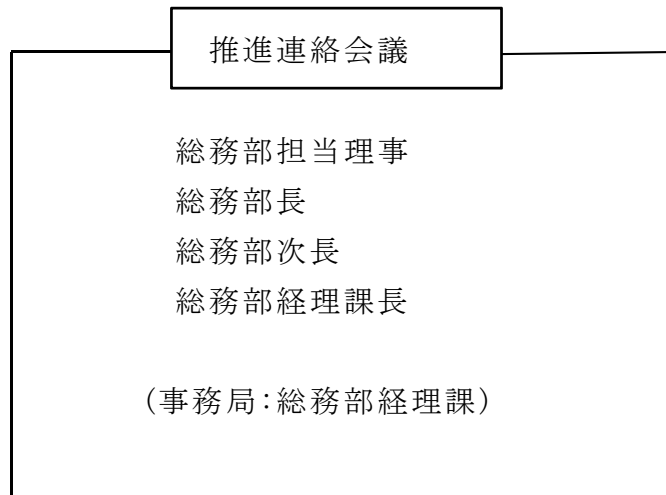 推進連絡会議
総務部担当理事
総務部長
総務部次長
総務部経理課長
(事務局:総務部経理課)